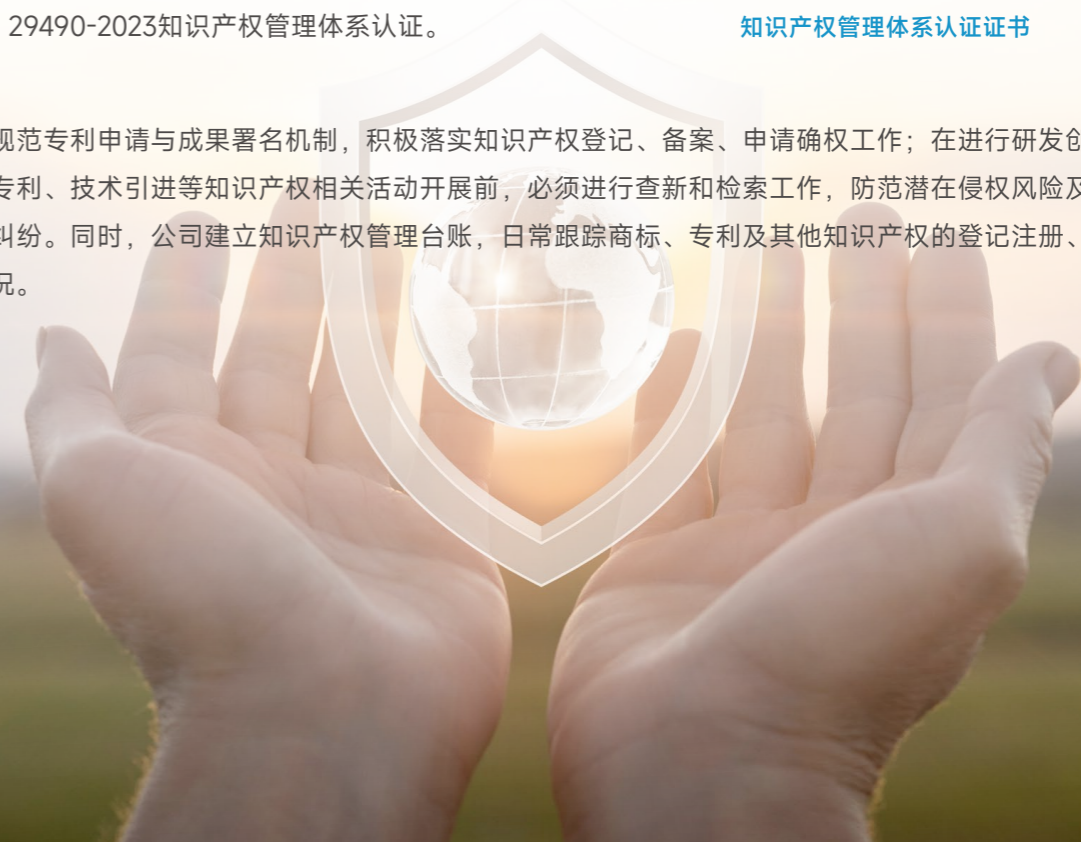 29490-2023知识产权管理体系认证。
知识产权管理体系认证证书
规范专利申请与成果署名机制，积极落实知识产权登记、备案、申请确权工作；在进行研发创
专利、技术引进等知识产权相关活动开展前，必须进行查新和检索工作，防范潜在侵权风险及
纠纷。同时，公司建立知识产权管理台账，日常跟踪商标、专利及其他知识产权的登记注册、
况。